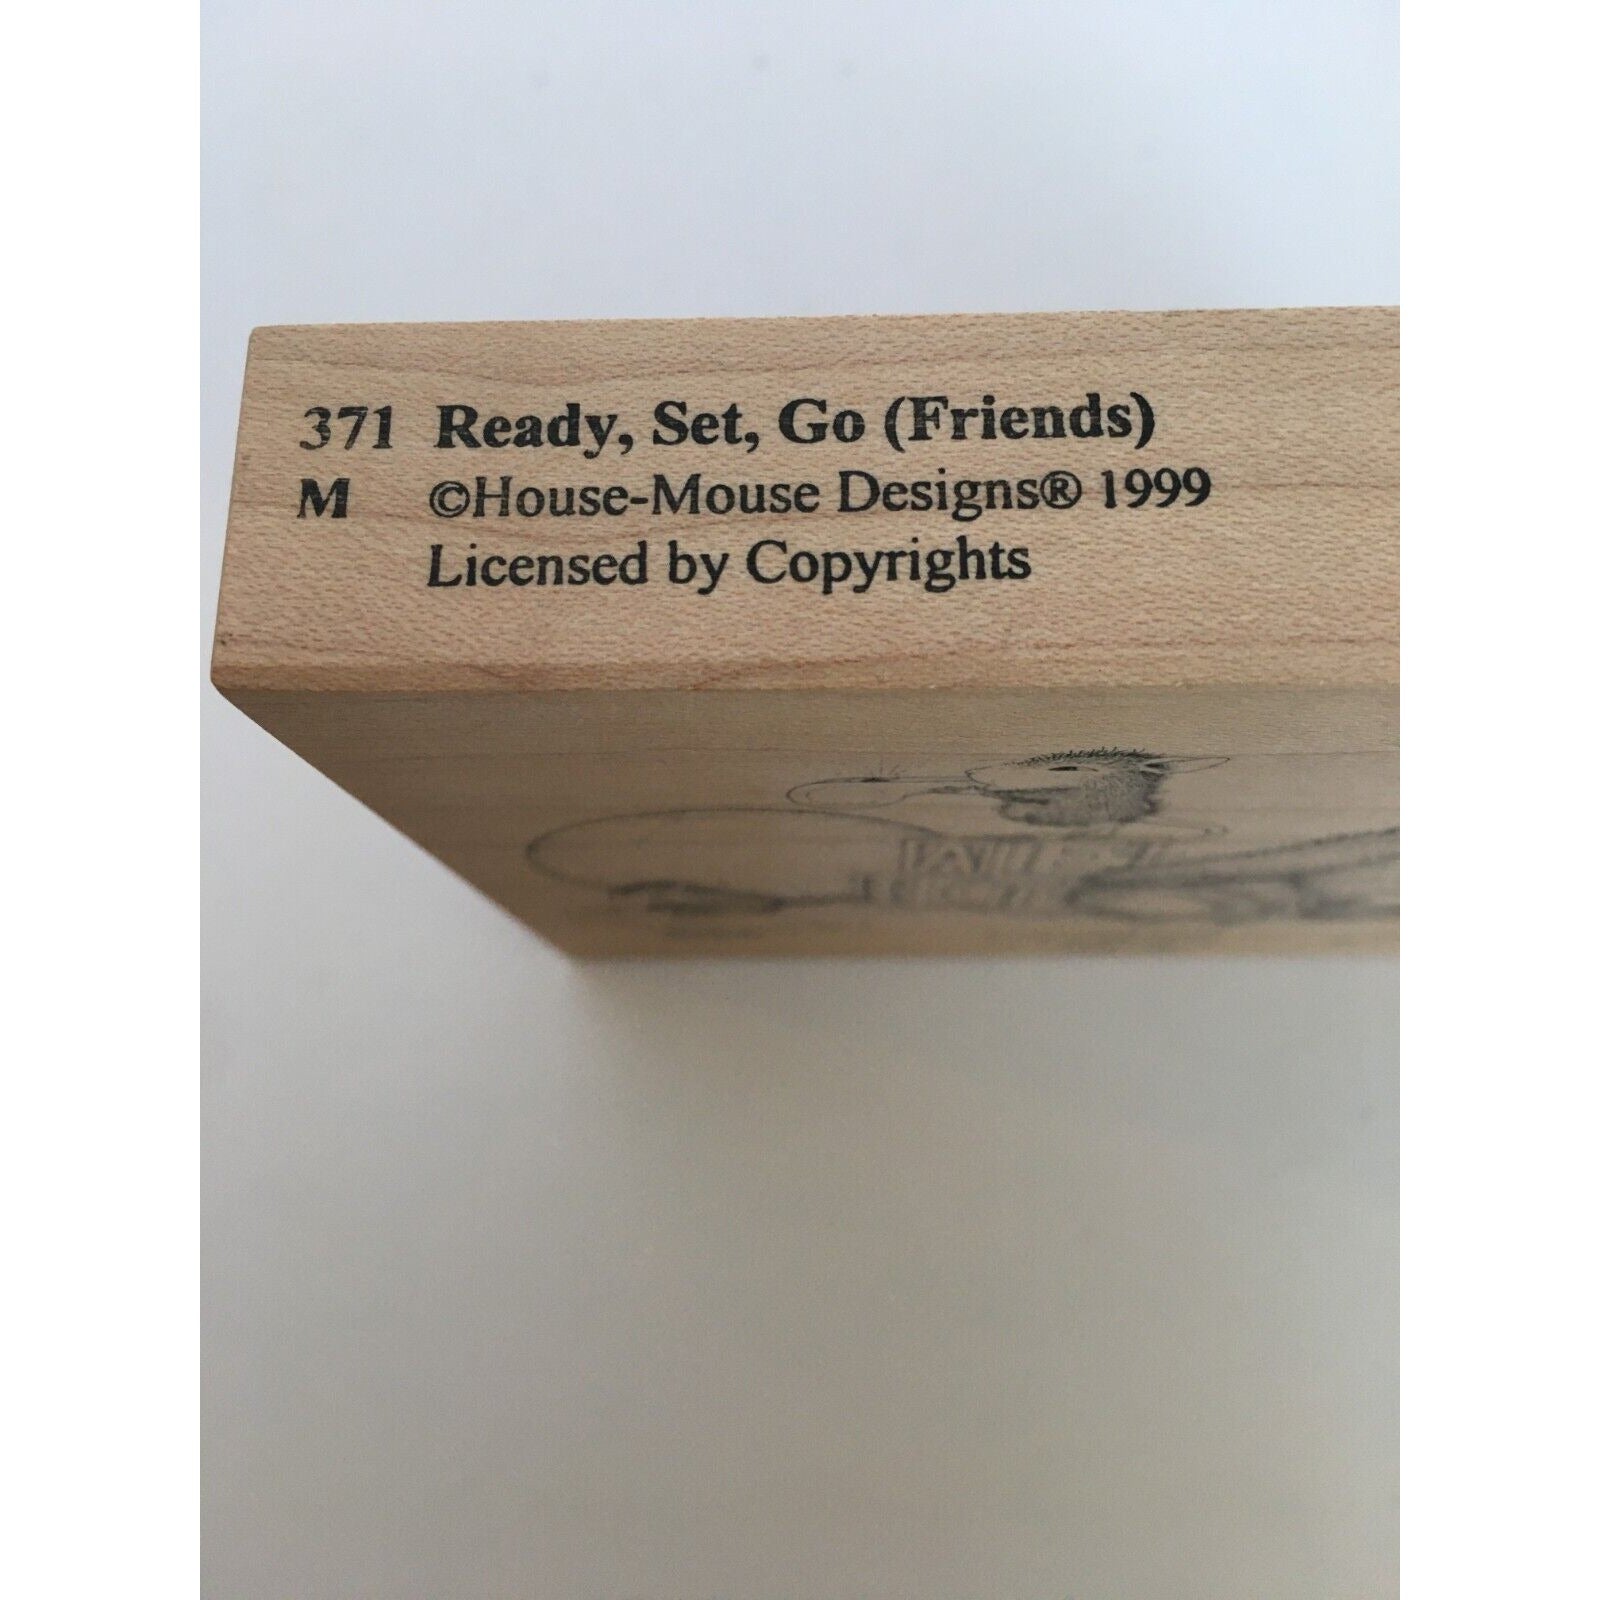 371 Ready, Set, Go (Friends)
M ©House-Mouse Designs® 1999
Licensed by Copyrights